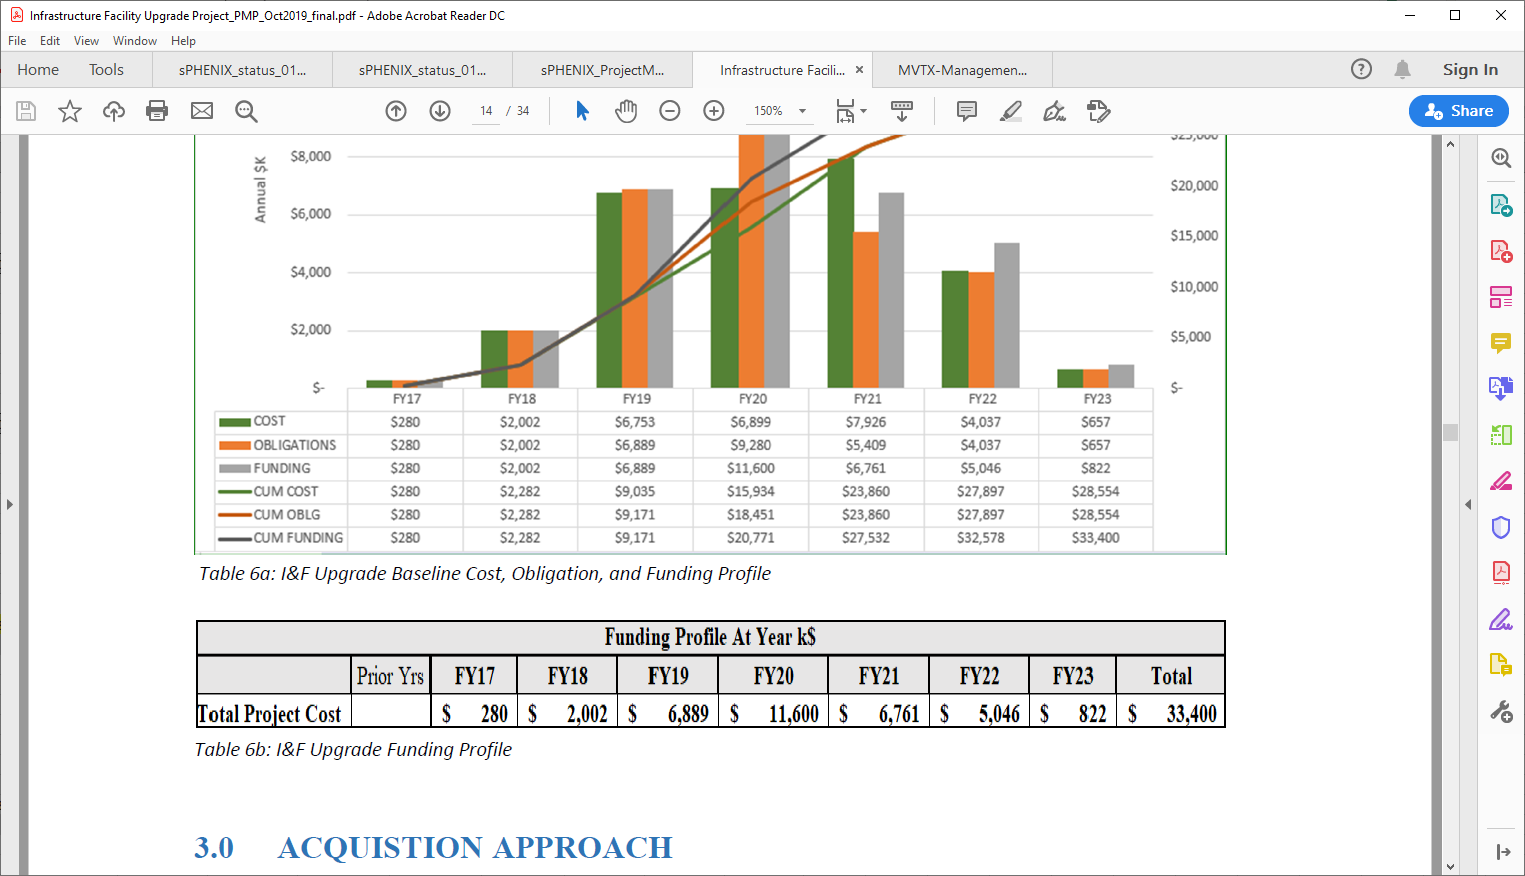 Infrastructure Facility Upgrade Project_PMP_Oct2019_final.pdf - Adobe Acrobat Reader DC
File Edit View Window Help
Home Tools sPHENIX_status_01... sPHENIX_status_01... sPHENIX_ProjectM... Infrastructure Facili... × MVTX-Managemen... Sign In
14 / 34 150% Share
Annual $K
$8,000
$6,000
$4,000
$2,000
$-
$25,000
$20,000
$15,000
$10,000
$5,000
$-
FY17 FY18 FY19 FY20 FY21 FY22 FY23
COST $280 $2,002 $6,753 $6,899 $7,926 $4,037 $657
OBLIGATIONS $280 $2,002 $6,889 $9,280 $5,409 $4,037 $657
FUNDING $280 $2,002 $6,889 $11,600 $6,761 $5,046 $822
CUM COST $280 $2,282 $9,035 $15,934 $23,860 $27,897 $28,554
CUM OBLG $280 $2,282 $9,171 $18,451 $23,860 $27,897 $28,554
CUM FUNDING $280 $2,282 $9,171 $20,771 $27,532 $32,578 $33,400
Table 6a: I&F Upgrade Baseline Cost, Obligation, and Funding Profile
Funding Profile At Year k$
Prior Yrs FY17 FY18 FY19 FY20 FY21 FY22 FY23 Total
Total Project Cost $ 280 $ 2,002 $ 6,889 $ 11,600 $ 6,761 $ 5,046 $ 822 $ 33,400
Table 6b: I&F Upgrade Funding Profile
3.0 ACQUISTION APPROACH